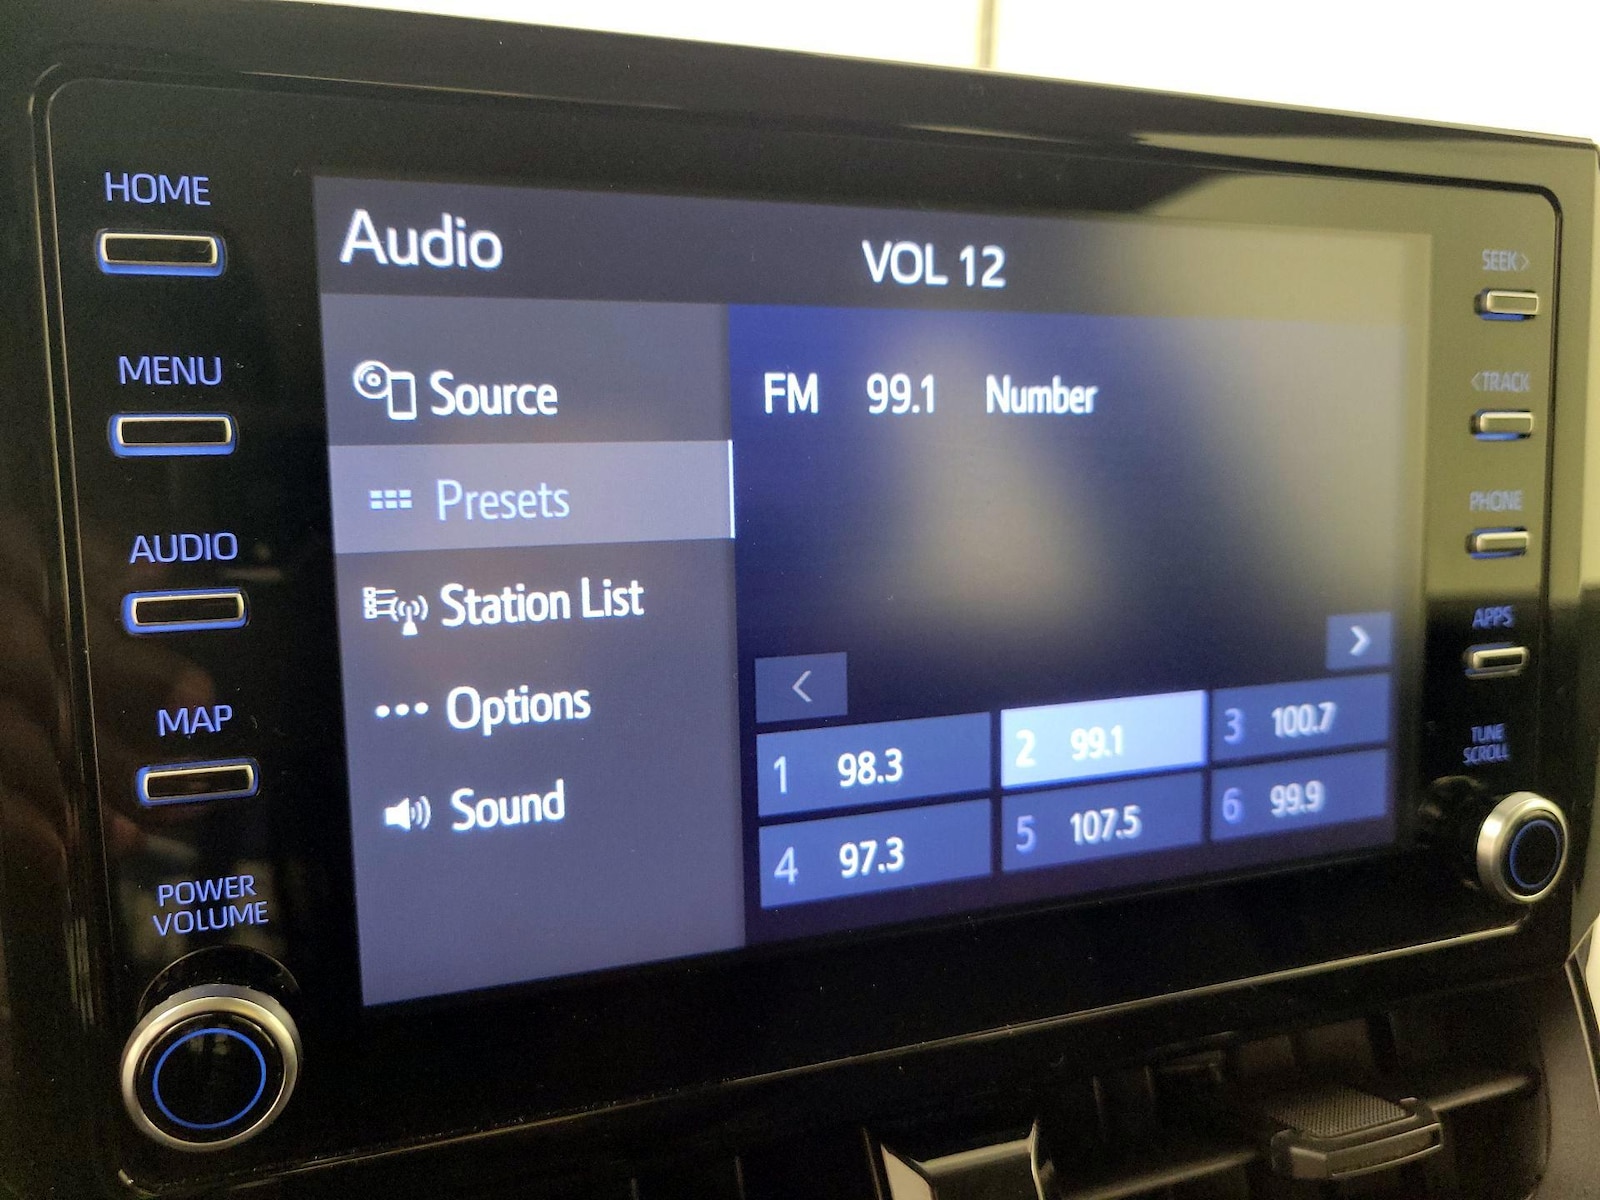 HOME
MENU
AUDIO
MAP
POWER
VOLUME
Audio
VOL 12
Source
Presets
Station List
Options
Sound
FM 99.1 Number
<
>
1 98.3
2 99.1
3 100.7
4 97.3
5 107.5
6 99.9
SEEK >
< TRACK
PHONE
APPS
TUNE
SCROLL